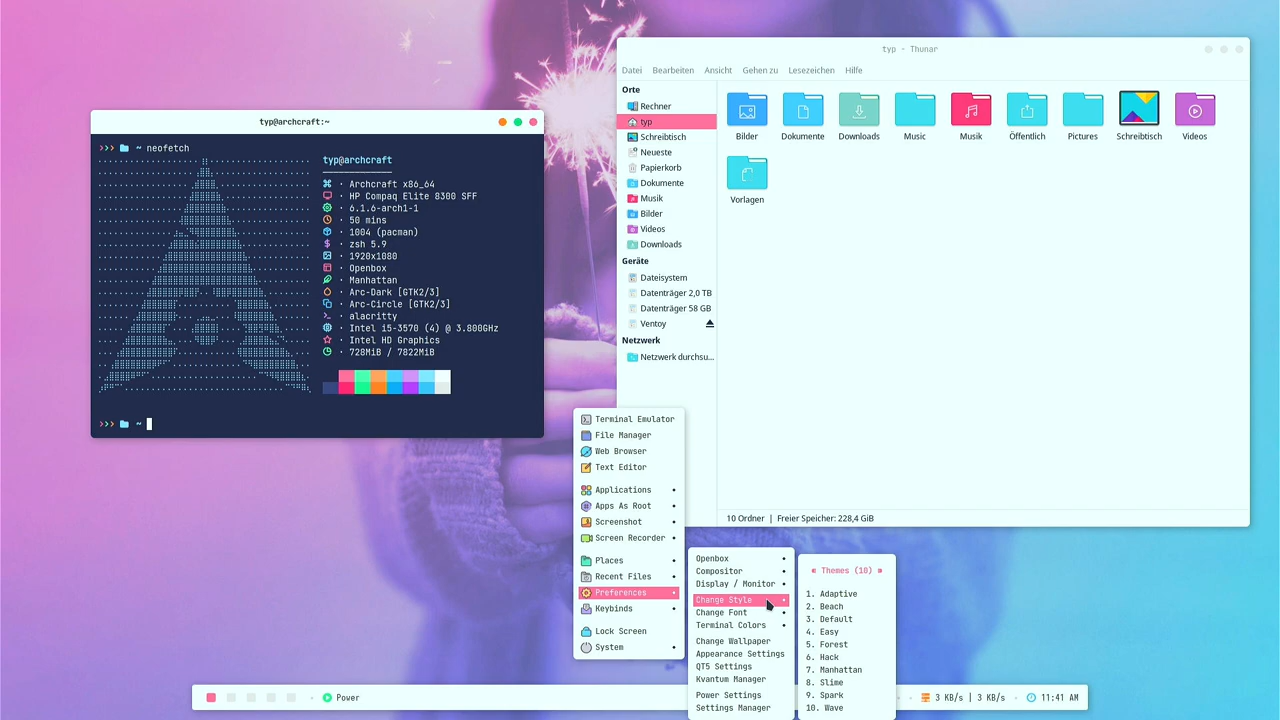 typ@archcraft:~
❯❯❯ ~ neofetch
typ@archcraft
· Archcraft x86_64
· HP Compaq Elite 8300 SFF
· 6.1.6-arch1-1
· 50 mins
· 1004 (pacman)
· zsh 5.9
· 1920x1080
· Openbox
· Manhattan
· Arc-Dark [GTK2/3]
· Arc-Circle [GTK2/3]
· alacritty
· Intel i5-3570 (4) @ 3.800GHz
· Intel HD Graphics
· 728MiB / 7822MiB
❯❯❯ ~
typ - Thunar
Datei Bearbeiten Ansicht Gehen zu Lesezeichen Hilfe
Orte
Rechner
typ
Schreibtisch
Neueste
Papierkorb
Dokumente
Musik
Bilder
Videos
Downloads
Geräte
Dateisystem
Datenträger 2,0 TB
Datenträger 58 GB
Ventoy
Netzwerk
Netzwerk durchsu...
Bilder Dokumente Downloads Music Musik Öffentlich Pictures Schreibtisch Videos
Vorlagen
10 Ordner | Freier Speicher: 228,4 GiB
Terminal Emulator
File Manager
Web Browser
Text Editor
Applications
Apps As Root
Screenshot
Screen Recorder
Places
Recent Files
Preferences
Keybinds
Lock Screen
System
Openbox
Compositor
Display / Monitor
Change Style
Change Font
Terminal Colors
Change Wallpaper
Appearance Settings
QT5 Settings
Kvantum Manager
Power Settings
Settings Manager
Themes (10)
1. Adaptive
2. Beach
3. Default
4. Easy
5. Forest
6. Hack
7. Manhattan
8. Slime
9. Spark
10. Wave
Power
3 KB/s | 3 KB/s
11:41 AM